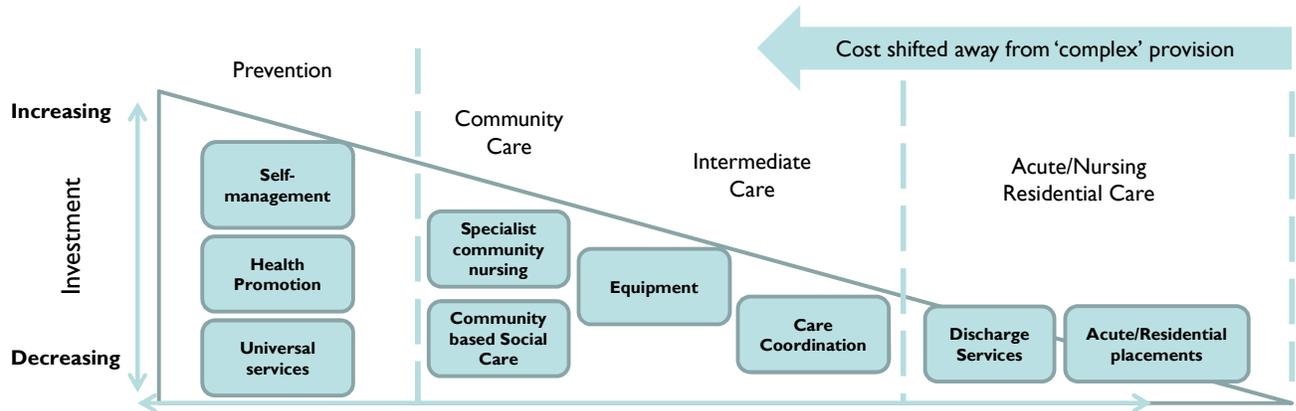 Cost shifted away from ‘complex’ provision
Prevention
Increasing
Community
Care
Intermediate
Care
Acute/Nursing
Residential Care
Self-
management
Investment
Specialist
community
nursing
Health
Promotion
Equipment
Community
based Social
Care
Care
Coordination
Discharge
Services
Acute/Residential
placements
Decreasing
Universal
services